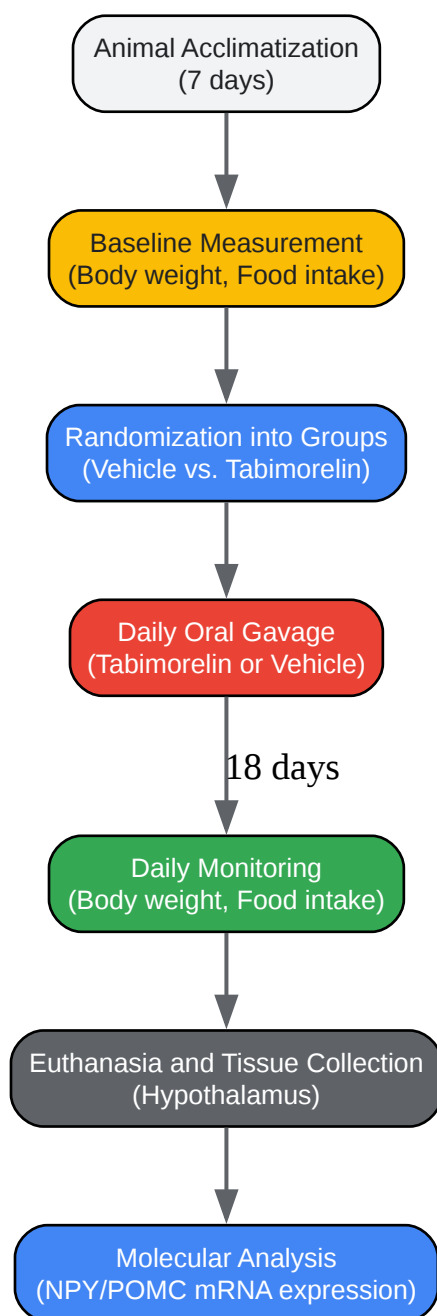 Animal Acclimatization
(7 days)
Baseline Measurement
(Body weight, Food intake)
Randomization into Groups
(Vehicle vs. Tabimorelin)
Daily Oral Gavage
(Tabimorelin or Vehicle)
18 days
Daily Monitoring
(Body weight, Food intake)
Euthanasia and Tissue Collection
(Hypothalamus)
Molecular Analysis
(NPY/POMC mRNA expression)